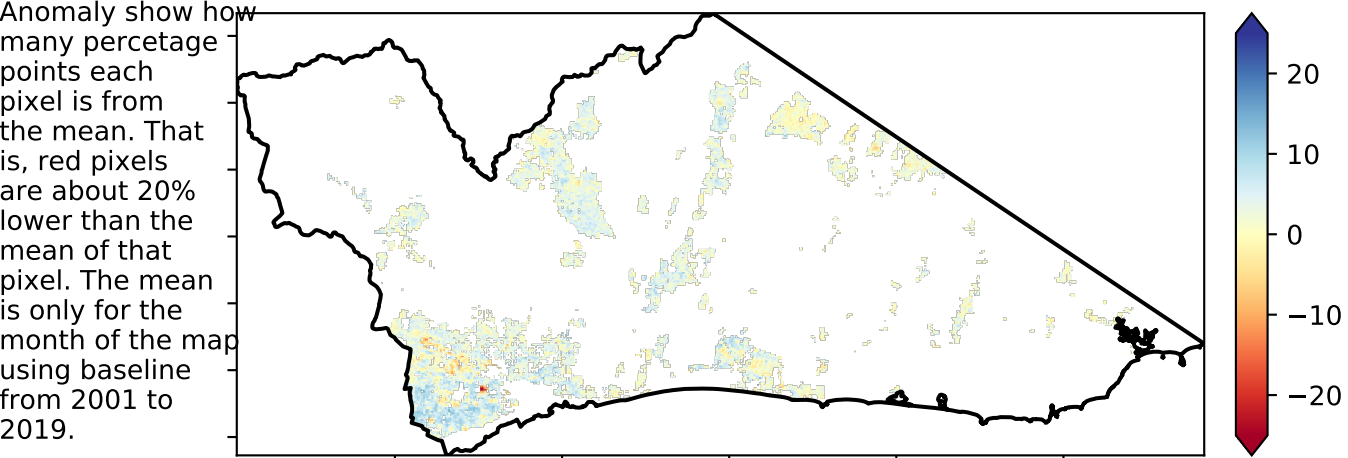 Anomaly show how
many percetage
points each
pixel is from
the mean. That
is, red pixels
are about 20%
lower than the
mean of that
pixel. The mean
is only for the
month of the map
using baseline
from 2001 to
2019.
20
10
0
−10
−20